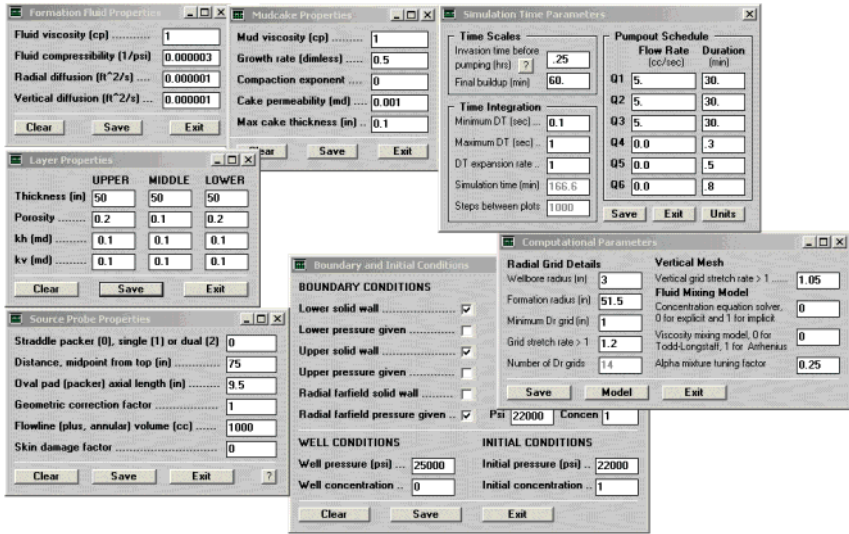 Formation Fluid Properties
Fluid viscosity (cp) .......... 1
Fluid compressibility (1/psi) 0.000003
Radial diffusion (ft^2/s) .... 0.000001
Vertical diffusion (ft^2/s) .... 0.000001
Clear Save Exit
Mudcake Properties
Mud viscosity (cp) ........... 1
Growth rate (dimless) ...... 0.5
Compaction exponent ..... 0
Cake permeability (md) .... 0.001
Max cake thickness (in) .. 0.1
Save Exit
Simulation Time Parameters
Time Scales
Invasion time before
pumping (hrs) ? .25
Final buildup (min) 60.
Time Integration
Minimum DT (sec) ... 0.1
Maximum DT (sec) .. 1
DT expansion rate .. 1
Simulation time (min) 166.6
Steps between plots 1000
Pumpout Schedule
Flow Rate Duration
(cc/sec) (min)
Q1 5. 30.
Q2 5. 30.
Q3 5. 30.
Q4 0.0 .3
Q5 0.0 .5
Q6 0.0 .8
Save Exit Units
Layer Properties
UPPER MIDDLE LOWER
Thickness (in) 50 50 50
Porosity ......... 0.2 0.1 0.2
kh (md) ......... 0.1 0.1 0.1
kv (md) ......... 0.1 0.1 0.1
Clear Save Exit
Source Probe Properties
Straddle packer (0), single (1) or dual (2) 0
Distance, midpoint from top (in) ............ 75
Oval pad (packer) axial length (in) ......... 9.5
Geometric correction factor ................. 1
Flowline (plus, annular) volume (cc) ...... 1000
Skin damage factor ............................ 0
Clear Save Exit ?
Boundary and Initial Conditions
BOUNDARY CONDITIONS
Lower solid wall ..................
Lower pressure given ............
Upper solid wall ..................
Upper pressure given ............
Radial farfield solid wall .........
Radial farfield pressure given .. Psi 22000 Concen 1
WELL CONDITIONS
Well pressure (psi) ... 25000
Well concentration .. 0
INITIAL CONDITIONS
Initial pressure (psi) .. 22000
Initial concentration .. 1
Clear Save Exit
Computational Parameters
Radial Grid Details
Wellbore radius (in) 3
Formation radius (in) 51.5
Minimum Dr grid (in) 1
Grid stretch rate > 1 1.2
Number of Dr grids 14
Vertical Mesh
Vertical grid stretch rate > 1 ...... 1.05
Fluid Mixing Model
Concentration equation solver,
0 for explicit and 1 for implicit 0
Viscosity mixing model, 0 for
Todd-Longstaff, 1 for Arrhenius 0
Alpha mixture tuning factor 0.25
Save Model Exit